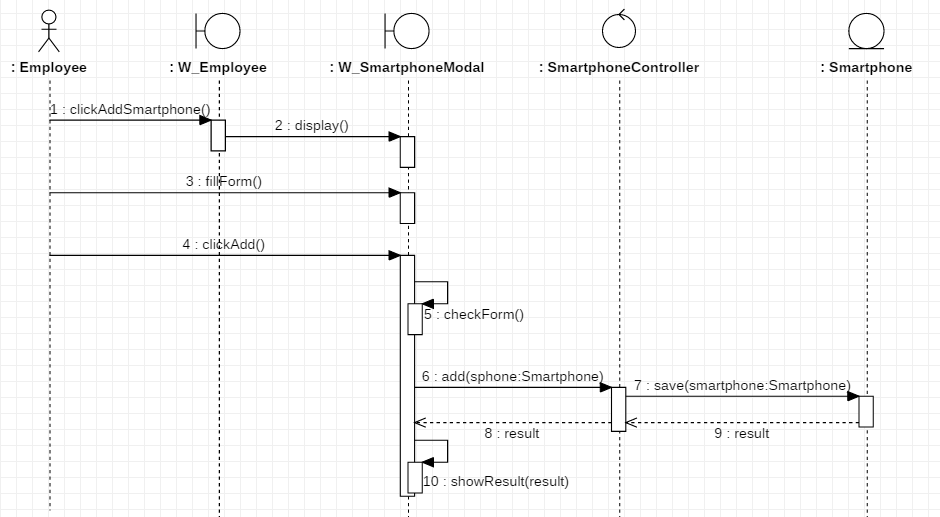 : Employee
: W_Employee
: W_SmartphoneModal
: SmartphoneController
: Smartphone
1 : clickAddSmartphone()
2 : display()
3 : fillForm()
4 : clickAdd()
5 : checkForm()
6 : add(sphone:Smartphone)
7 : save(smartphone:Smartphone)
8 : result
9 : result
10 : showResult(result)